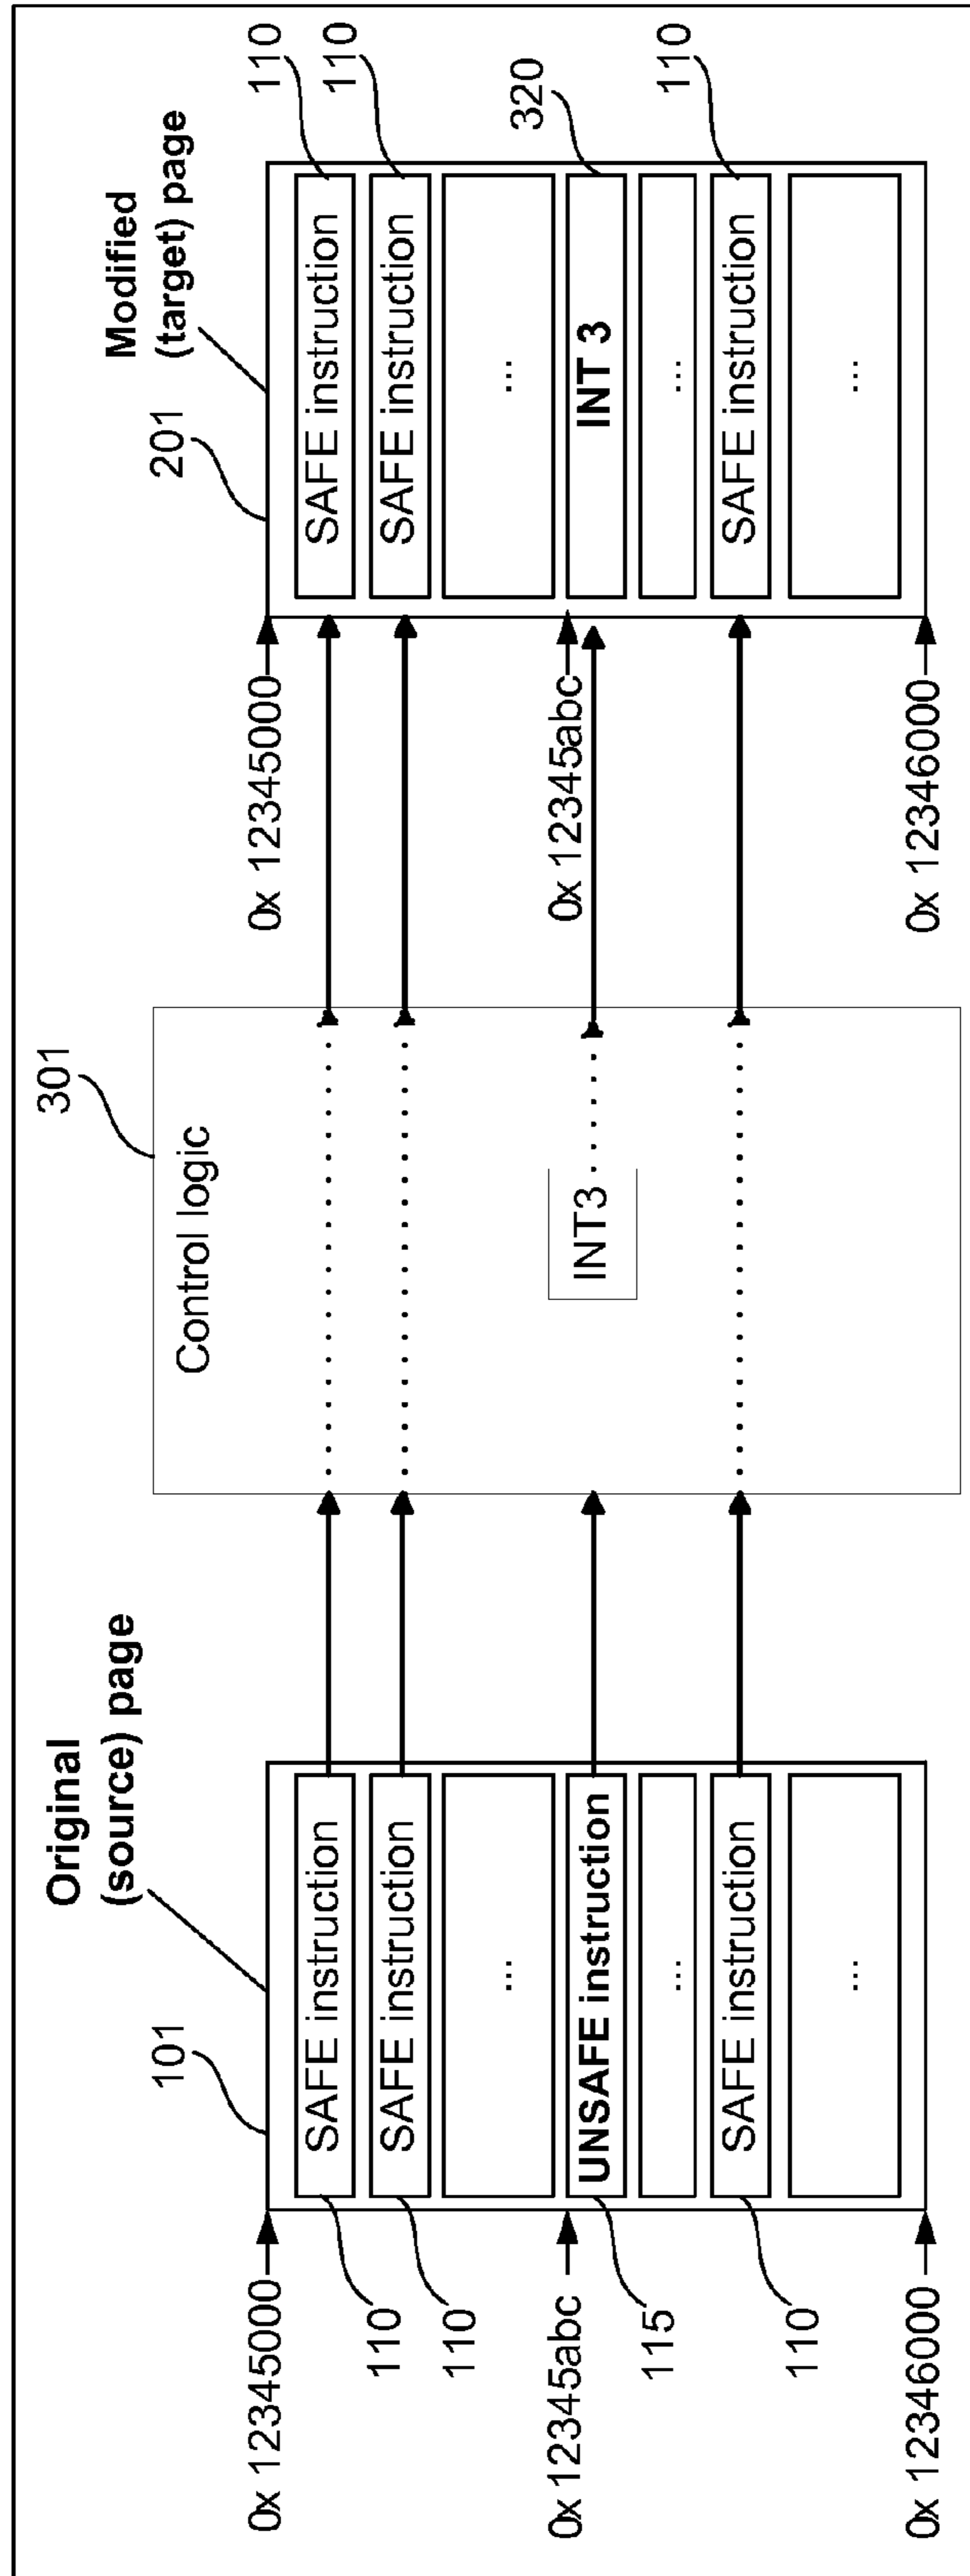 Original
(source) page
101
0x 12345000
SAFE instruction
110
SAFE instruction
110
...
0x 12345abc
UNSAFE instruction
115
...
SAFE instruction
110
...
0x 12346000
301
Control logic
INT3
Modified
(target) page
201
0x 12345000
SAFE instruction
110
SAFE instruction
110
...
0x 12345abc
INT 3
320
...
SAFE instruction
110
...
0x 12346000